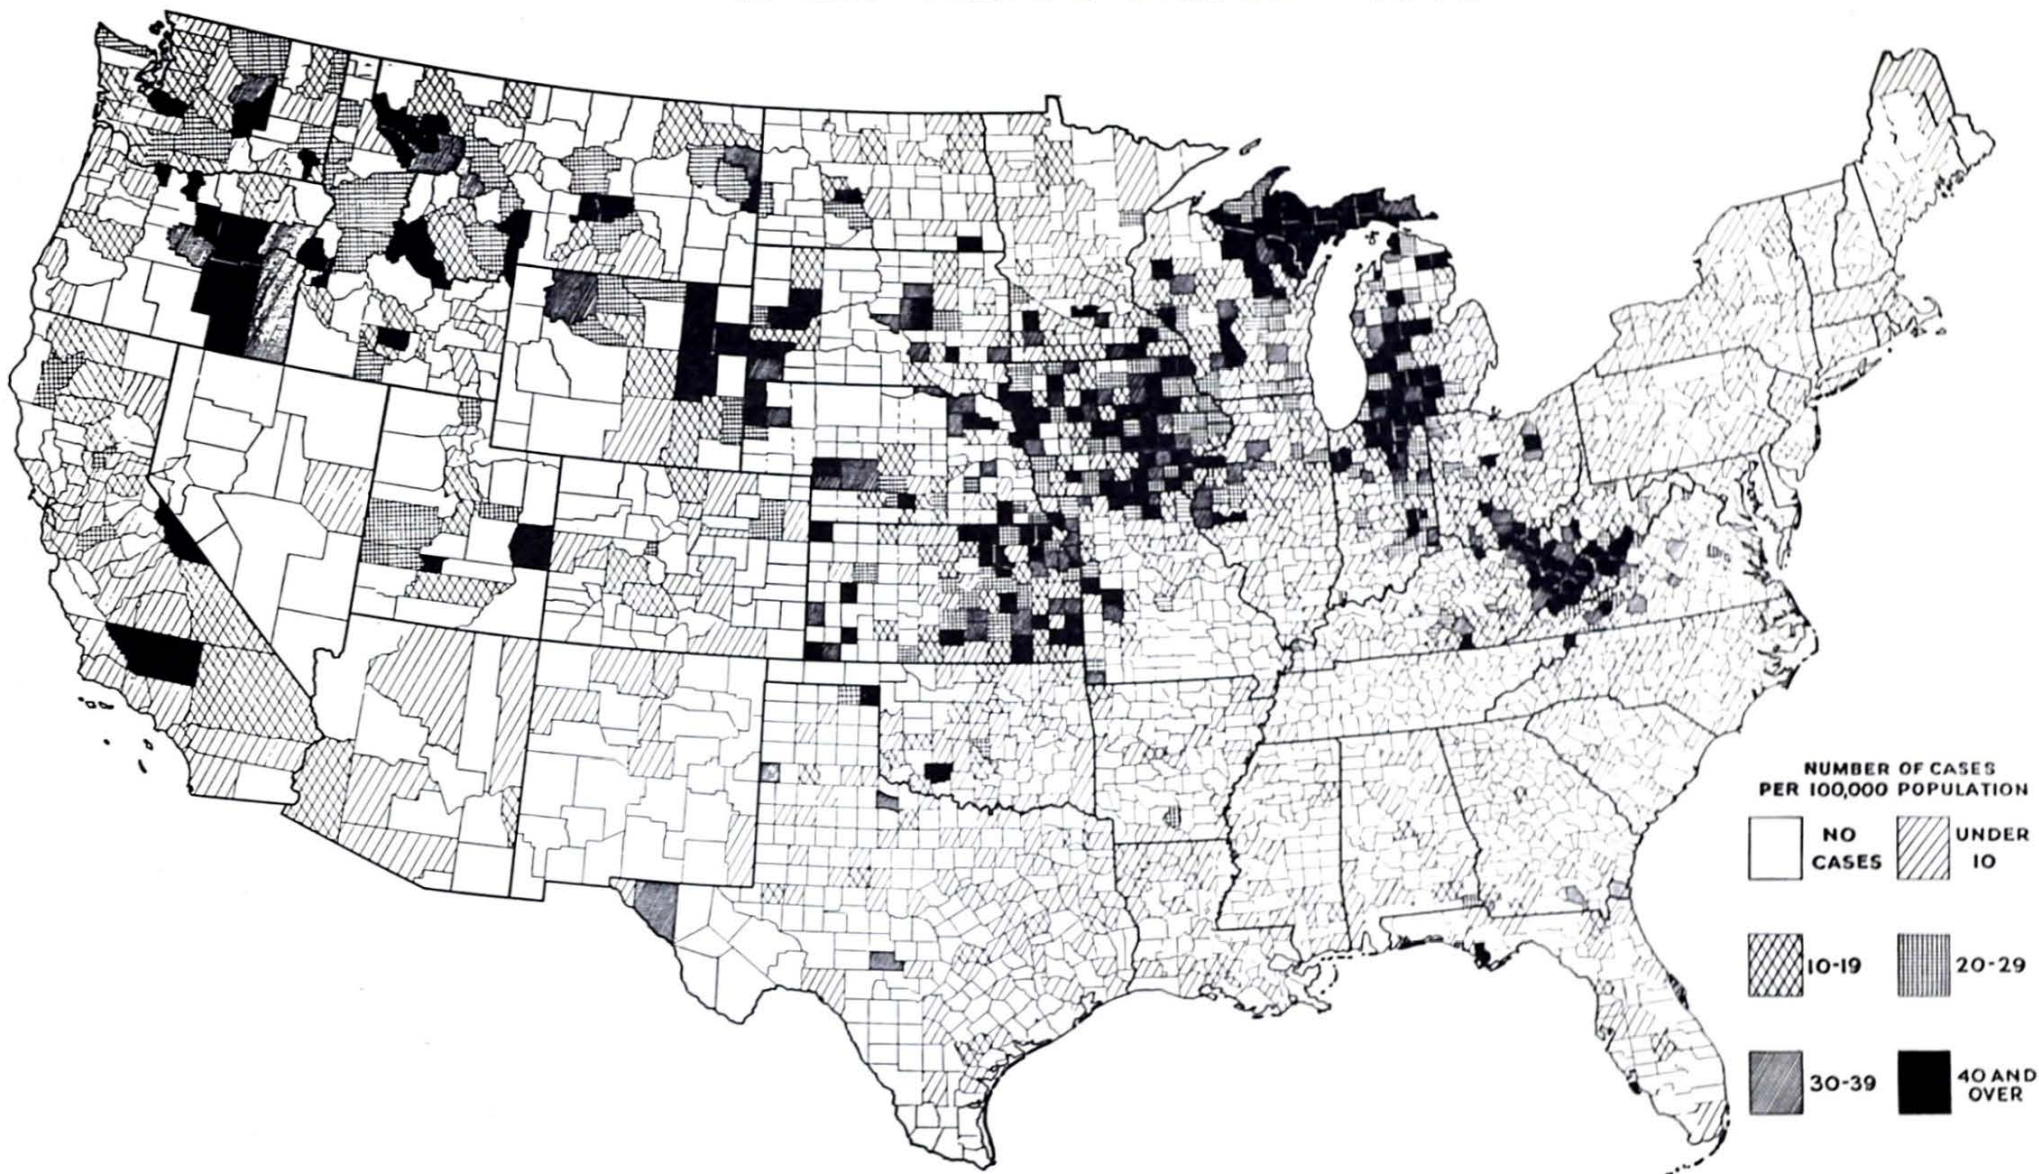 NUMBER OF CASES
PER 100,000 POPULATION
NO
CASES
UNDER
10
10-19
20-29
30-39
40 AND
OVER